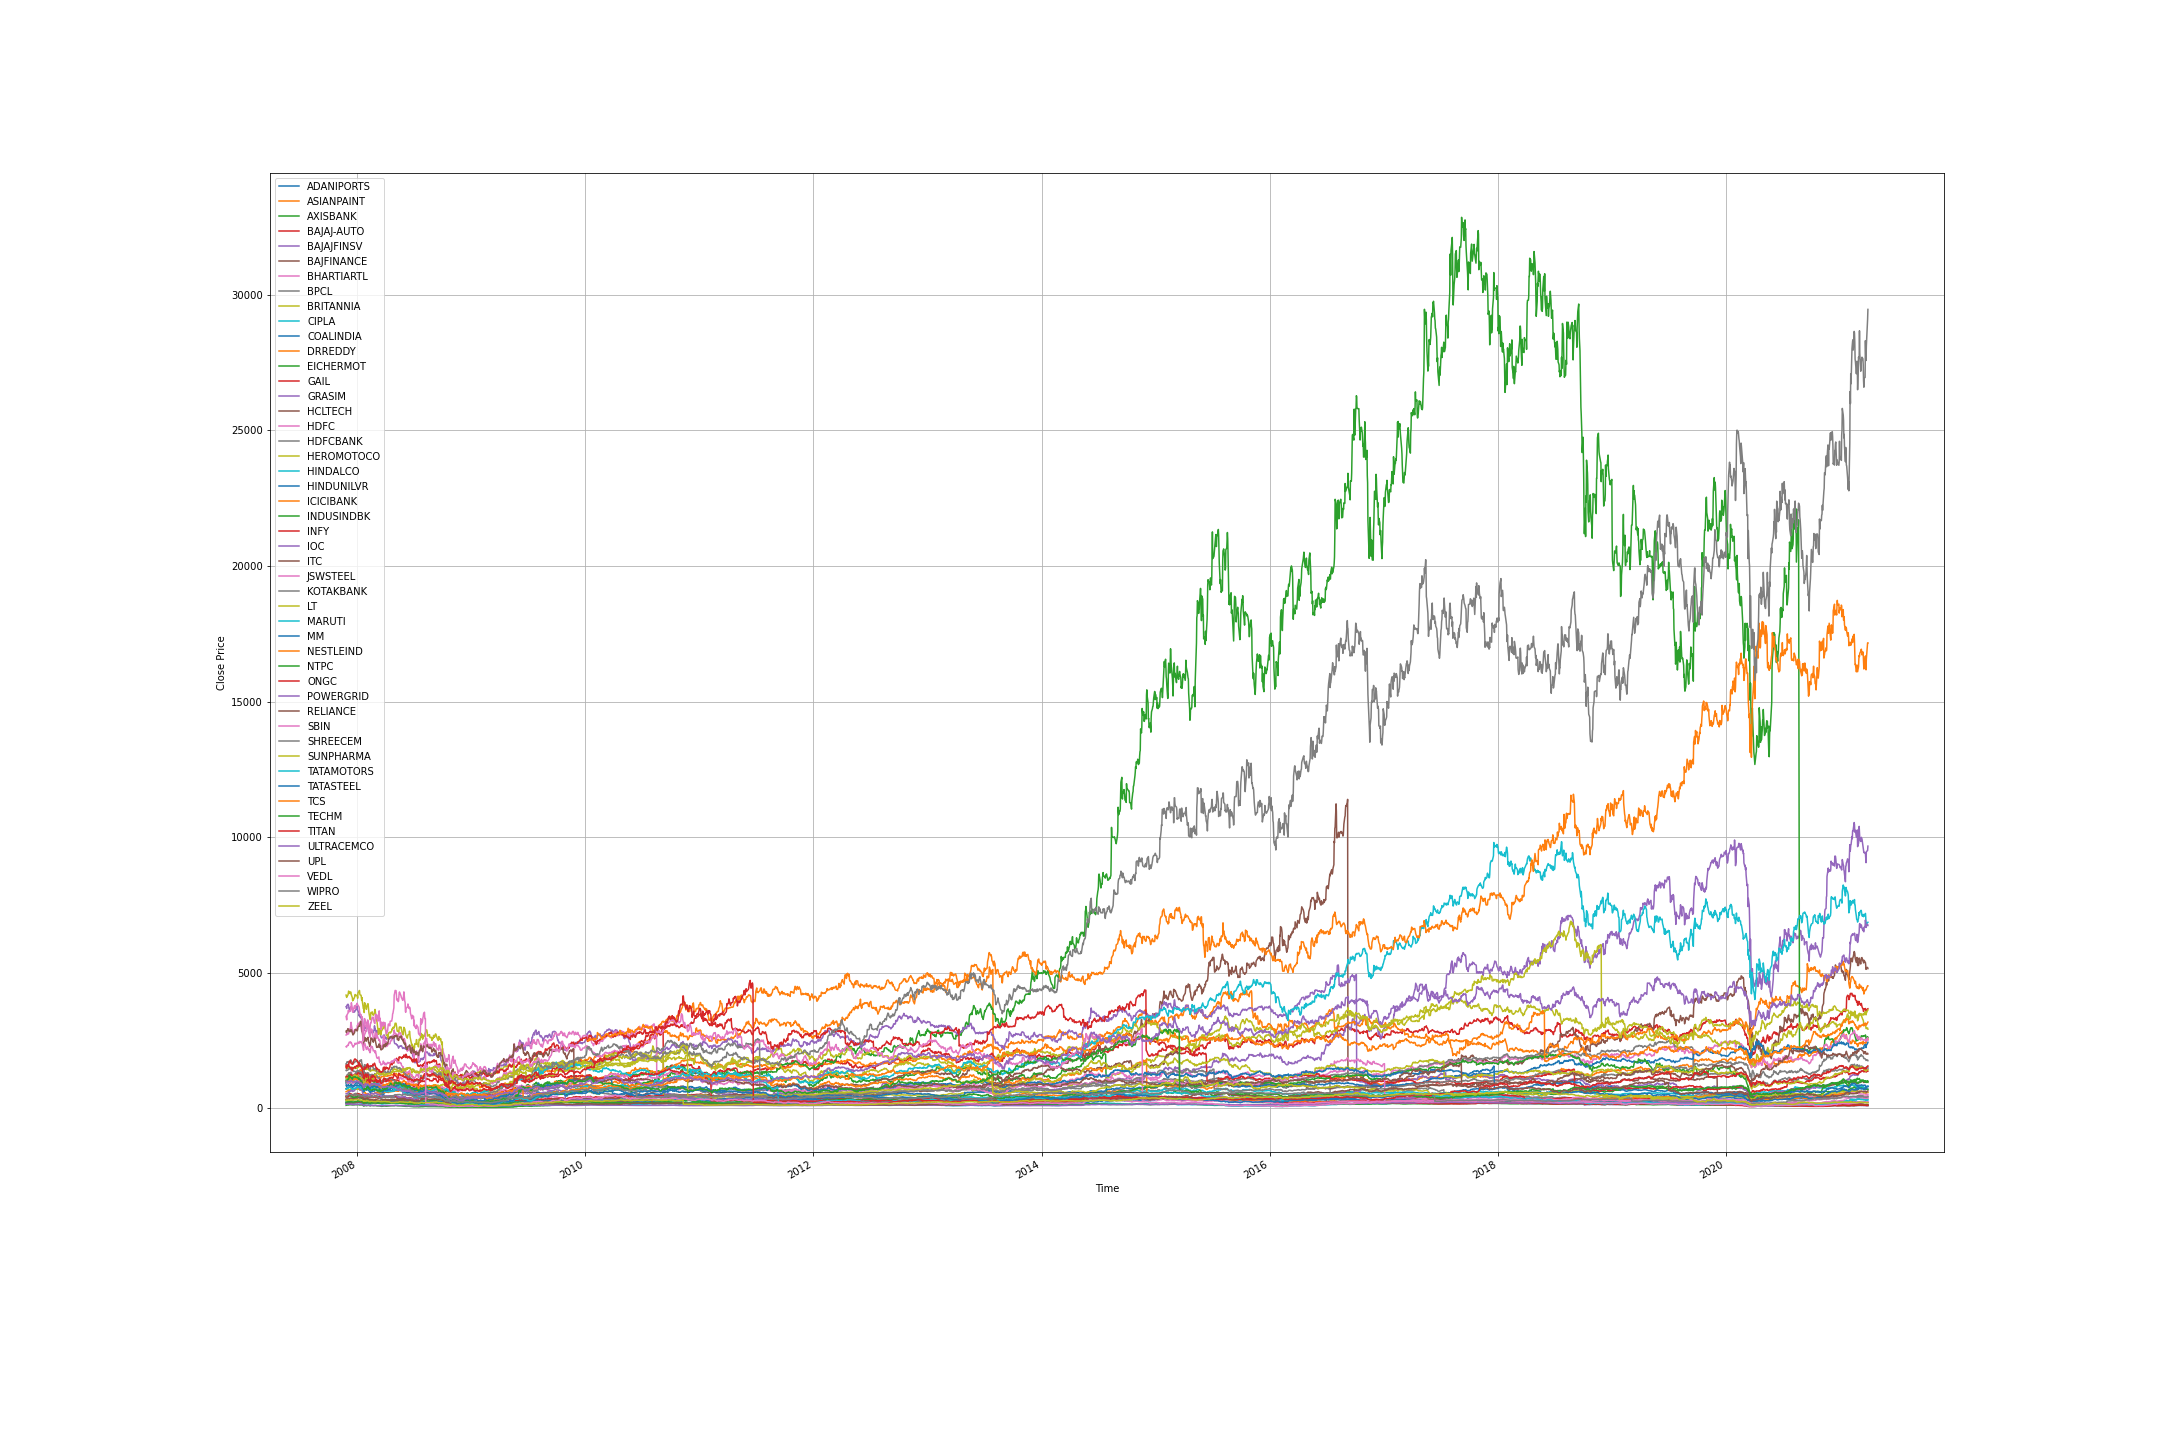 ADANIPORTS
ASIANPAINT
AXISBANK
BAJAJ-AUTO
BAJAJFINSV
BAJFINANCE
BHARTIARTL
BPCL
BRITANNIA
CIPLA
COALINDIA
DRREDDY
EICHERMOT
GAIL
GRASIM
HCLTECH
HDFC
HDFCBANK
HEROMOTOCO
HINDALCO
HINDUNILVR
ICICIBANK
INDUSINDBK
INFY
IOC
ITC
JSWSTEEL
KOTAKBANK
LT
MARUTI
MM
NESTLEIND
NTPC
ONGC
POWERGRID
RELIANCE
SBIN
SHREECEM
SUNPHARMA
TATAMOTORS
TATASTEEL
TCS
TECHM
TITAN
ULTRACEMCO
UPL
VEDL
WIPRO
ZEEL
30000
25000
20000
15000
10000
5000
0
Close Price
2008
2010
2012
2014
2016
2018
2020
Time